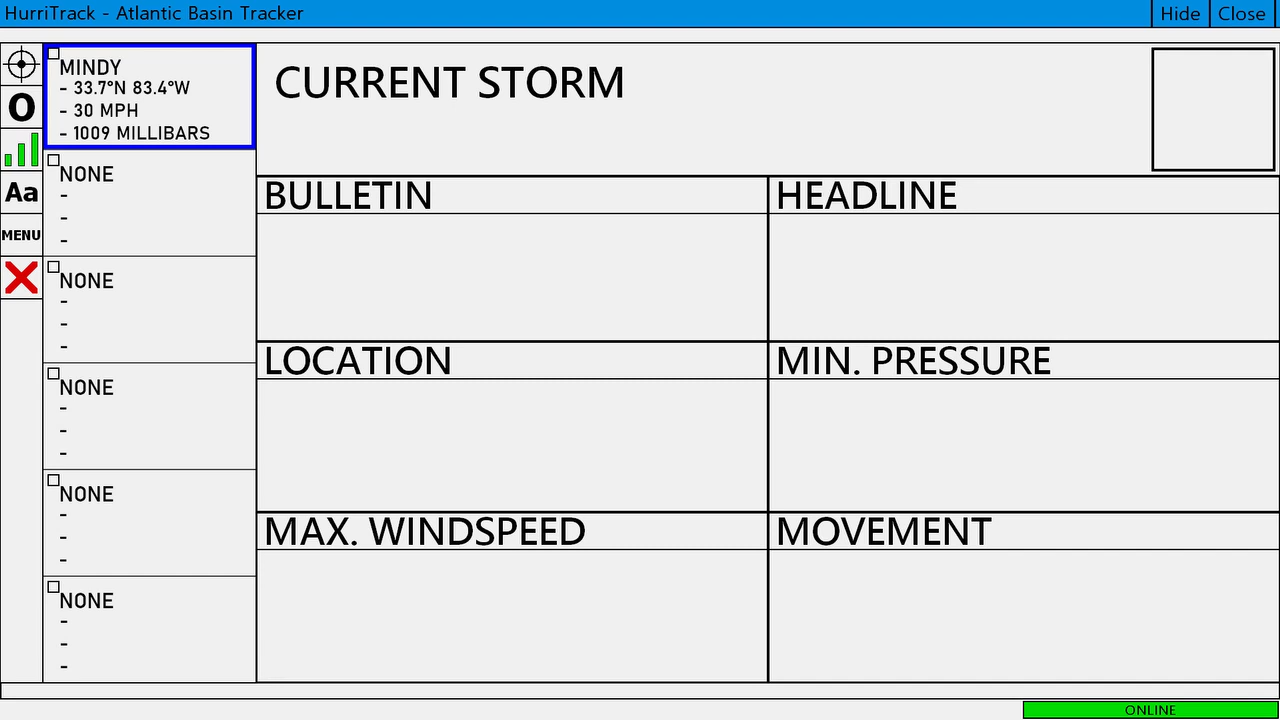 HurriTrack - Atlantic Basin Tracker
Hide
Close
O
Aa
MENU
MINDY
- 33.7°N 83.4°W
- 30 MPH
- 1009 MILLIBARS
NONE
-
-
-
NONE
-
-
-
NONE
-
-
-
NONE
-
-
-
NONE
-
-
-
CURRENT STORM
BULLETIN
HEADLINE
LOCATION
MIN. PRESSURE
MAX. WINDSPEED
MOVEMENT
ONLINE